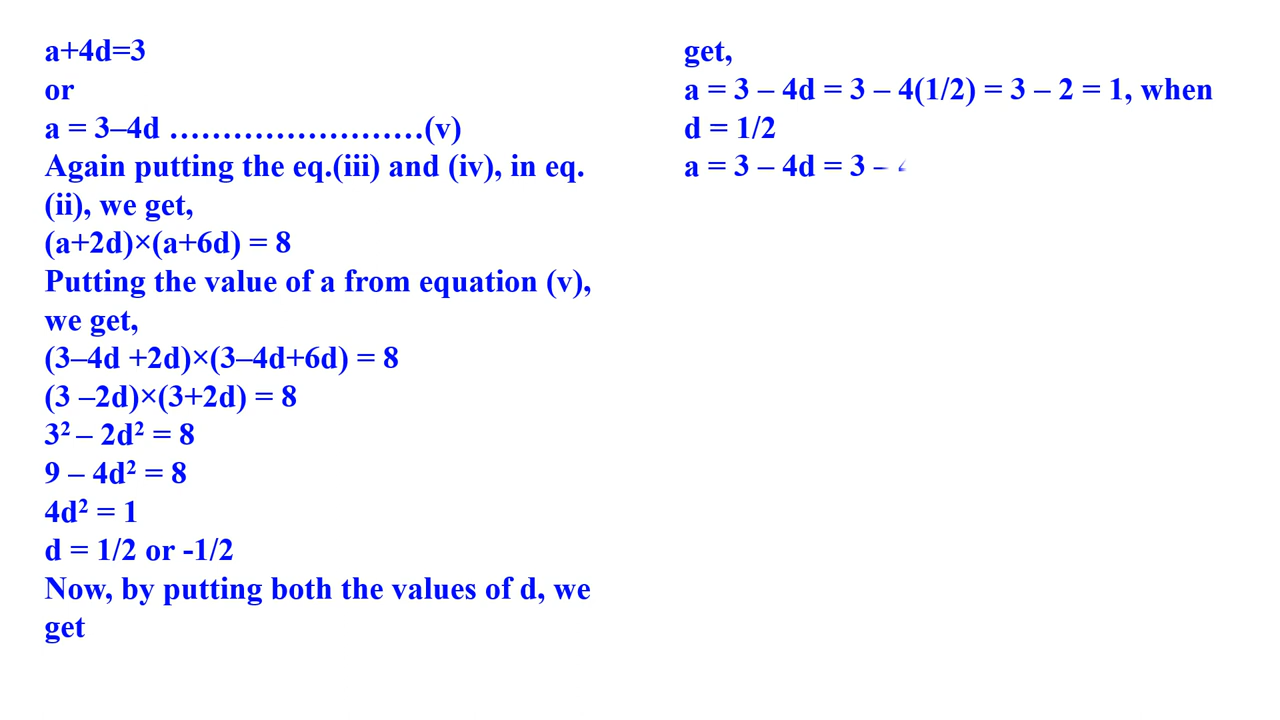 a+4d=3
or
a = 3–4d ……………………(v)
Again putting the eq.(iii) and (iv), in eq.
(ii), we get,
(a+2d)×(a+6d) = 8
Putting the value of a from equation (v),
we get,
(3–4d +2d)×(3–4d+6d) = 8
(3 –2d)×(3+2d) = 8
3² – 2d² = 8
9 – 4d² = 8
4d² = 1
d = 1/2 or -1/2
Now, by putting both the values of d, we
get
get,
a = 3 – 4d = 3 – 4(1/2) = 3 – 2 = 1, when
d = 1/2
a = 3 – 4d = 3 –